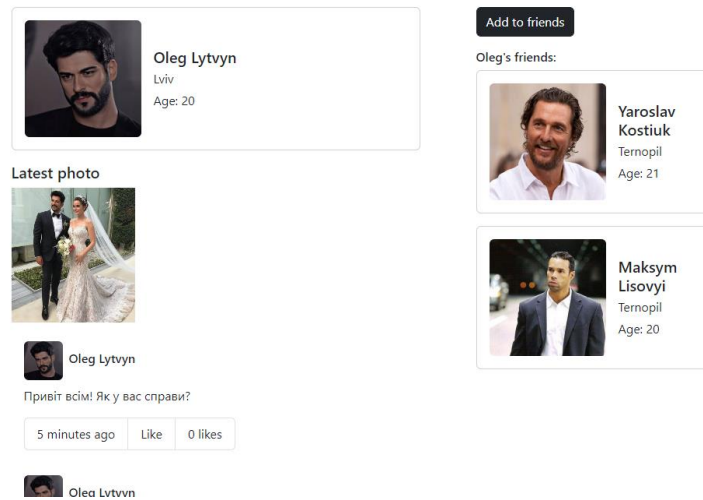 Oleg Lytvyn
Lviv
Age: 20
Latest photo
Oleg Lytvyn
Привіт всім! Як у вас справи?
5 minutes ago
Like
0 likes
Oleg Lytvyn
Add to friends
Oleg's friends:
Yaroslav
Kostiuk
Ternopil
Age: 21
Maksym
Lisovyi
Ternopil
Age: 20